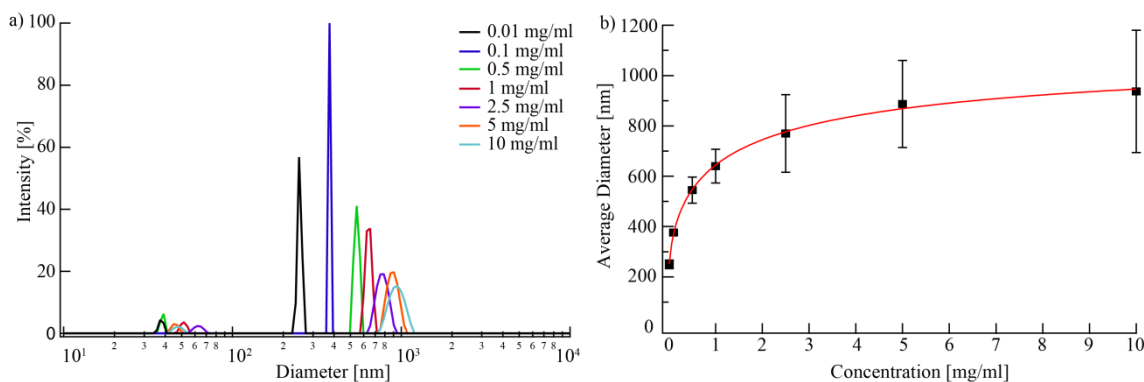 a)
100
80
60
40
20
0
Intensity [%]
0.01 mg/ml
0.1 mg/ml
0.5 mg/ml
1 mg/ml
2.5 mg/ml
5 mg/ml
10 mg/ml
10¹ 2 3 4 5 6 7 8 10² 2 3 4 5 6 7 8 10³ 2 3 4 5 6 7 8 10⁴
Diameter [nm]
b)
1200
1000
800
600
400
200
0
Average Diameter [nm]
0 1 2 3 4 5 6 7 8 9 10
Concentration [mg/ml]